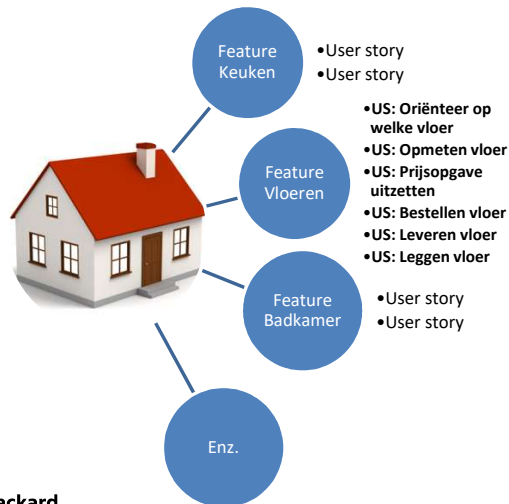 Feature
Keuken
•User story
•User story
Feature
Vloeren
•US: Oriënteer op
welke vloer
•US: Opmeten vloer
•US: Prijsopgave
uitzetten
•US: Bestellen vloer
•US: Leveren vloer
•US: Leggen vloer
Feature
Badkamer
•User story
•User story
Enz.